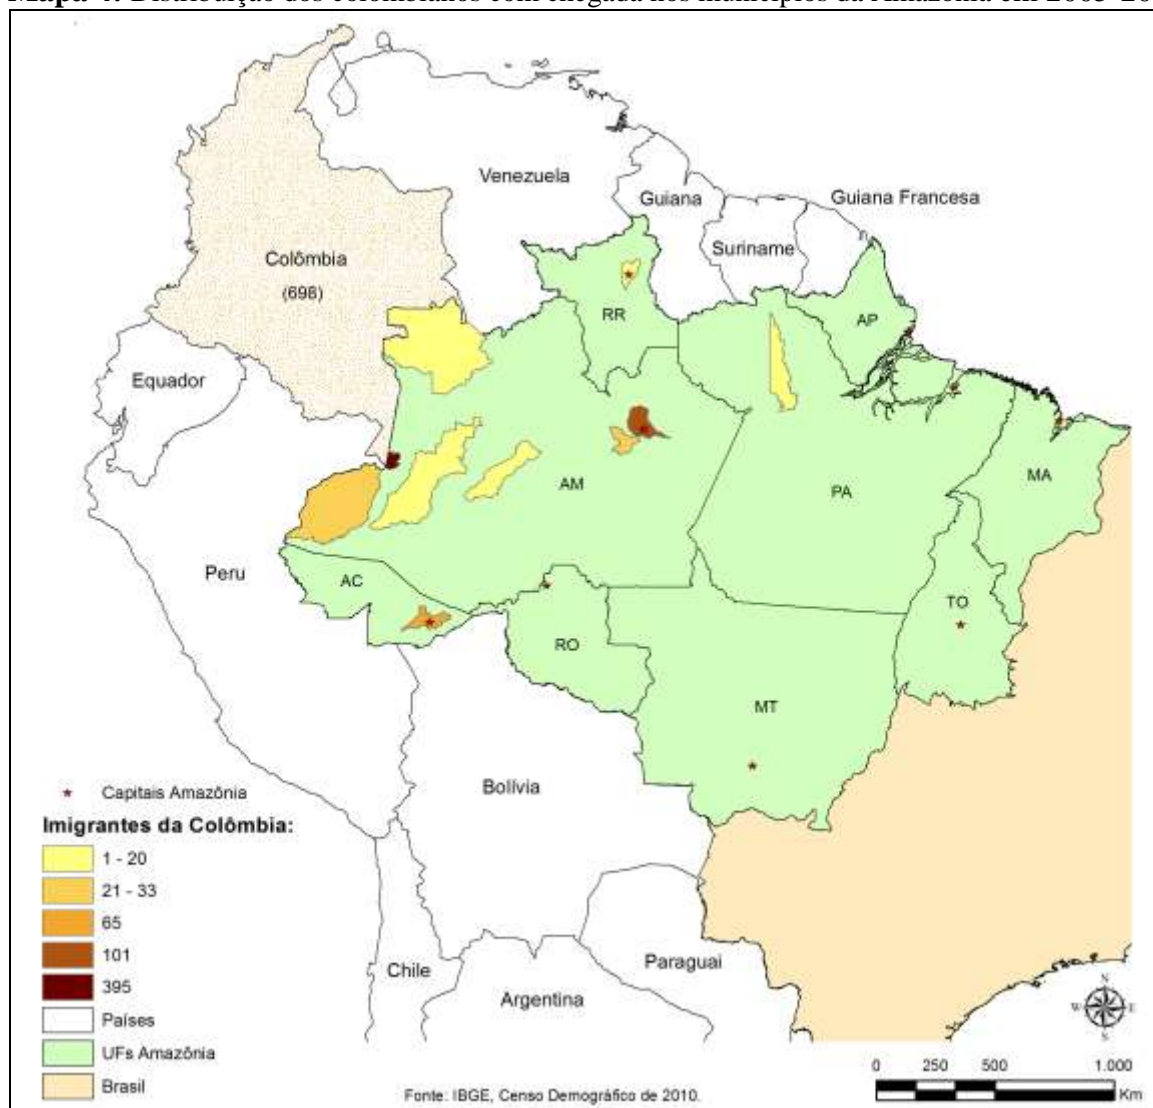 Mapa 4: Distribuição dos colombianos com chegada nos municípios da Amazônia em 2005-20
Venezuela
Guiana
Guiana Francesa
Suriname
Colômbia
(698)
RR
AP
Equador
AM
PA
MA
Peru
AC
TO
RO
MT
Bolívia
Capitais Amazônia
Imigrantes da Colômbia:
1 - 20
21 - 33
65
101
395
Países
UFs Amazônia
Brasil
Chile
Argentina
Paraguai
N
W
E
S
0 250 500 1.000
Km
Fonte: IBGE, Censo Demográfico de 2010.